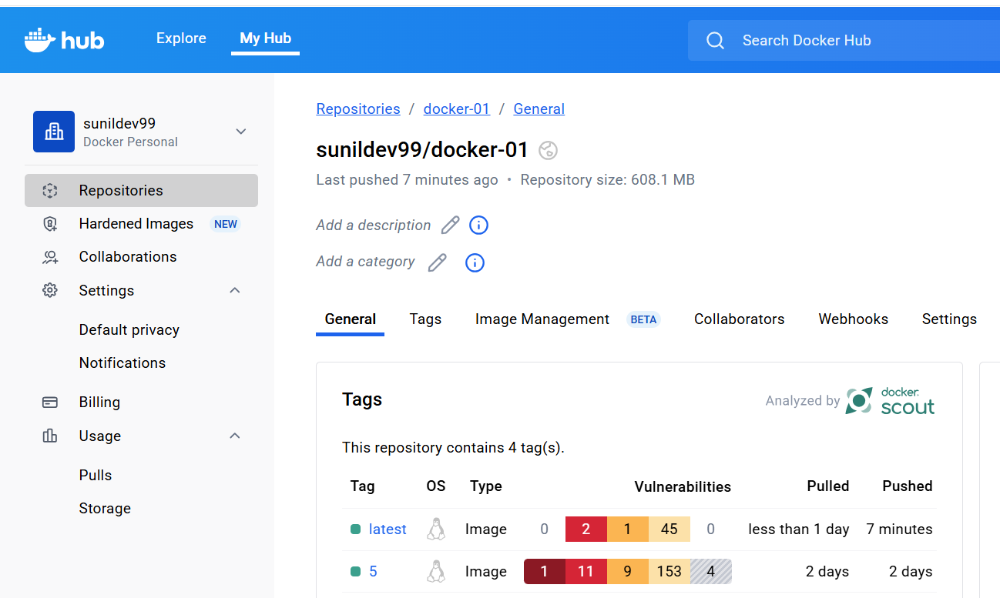 hub
Explore
My Hub
Search Docker Hub
sunildev99
Docker Personal
Repositories
Hardened Images NEW
Collaborations
Settings
Default privacy
Notifications
Billing
Usage
Pulls
Storage
Repositories / docker-01 / General
sunildev99/docker-01
Last pushed 7 minutes ago • Repository size: 608.1 MB
Add a description
Add a category
General Tags Image Management BETA Collaborators Webhooks Settings
Tags
Analyzed by docker scout
This repository contains 4 tag(s).
Tag OS Type Vulnerabilities Pulled Pushed
latest Image 0 2 1 45 0 less than 1 day 7 minutes
5 Image 1 11 9 153 4 2 days 2 days